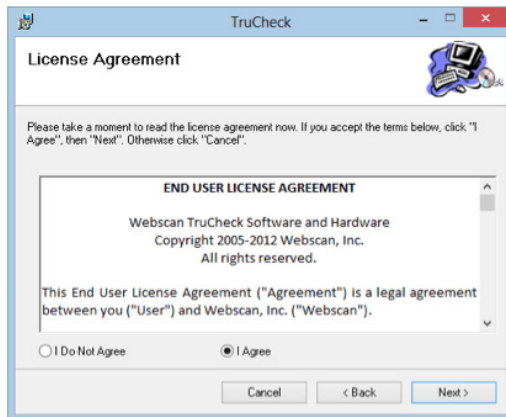 TruCheck
License Agreement
Please take a moment to read the license agreement now. If you accept the terms below, click "I
Agree", then "Next". Otherwise click "Cancel".
END USER LICENSE AGREEMENT
Webscan TruCheck Software and Hardware
Copyright 2005-2012 Webscan, Inc.
All rights reserved.
This End User License Agreement ("Agreement") is a legal agreement
between you ("User") and Webscan, Inc. ("Webscan").
I Do Not Agree
I Agree
Cancel
< Back
Next >